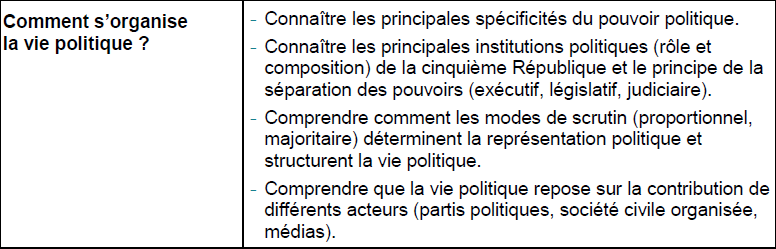 Comment s’organise
la vie politique ?
- Connaître les principales spécificités du pouvoir politique.
- Connaître les principales institutions politiques (rôle et
composition) de la cinquième République et le principe de la
séparation des pouvoirs (exécutif, législatif, judiciaire).
- Comprendre comment les modes de scrutin (proportionnel,
majoritaire) déterminent la représentation politique et
structurent la vie politique.
- Comprendre que la vie politique repose sur la contribution de
différents acteurs (partis politiques, société civile organisée,
médias).